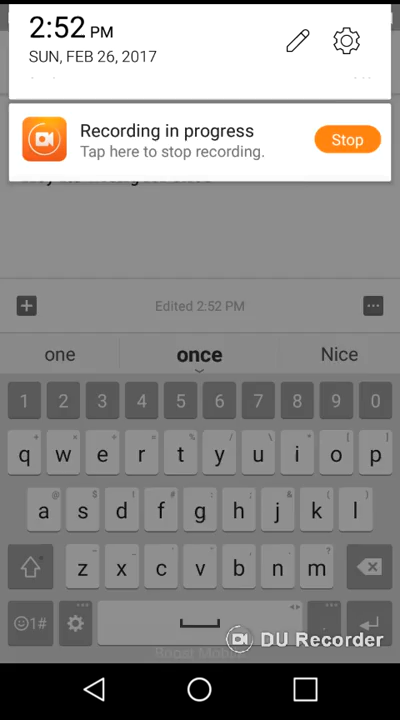 2:52 PM
SUN, FEB 26, 2017
Recording in progress
Tap here to stop recording.
Stop
Edited 2:52 PM
one once Nice
1 2 3 4 5 6 7 8 9 0
q w e r t y u i o p
a s d f g h j k l
z x c v b n m
1#
DU Recorder